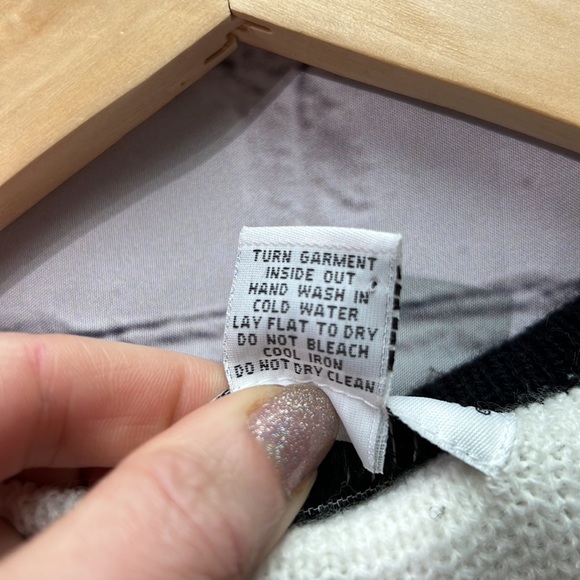 TURN GARMENT
INSIDE OUT
HAND WASH IN
COLD WATER
LAY FLAT TO DRY
DO NOT BLEACH
COOL IRON
DO NOT DRY CLEAN